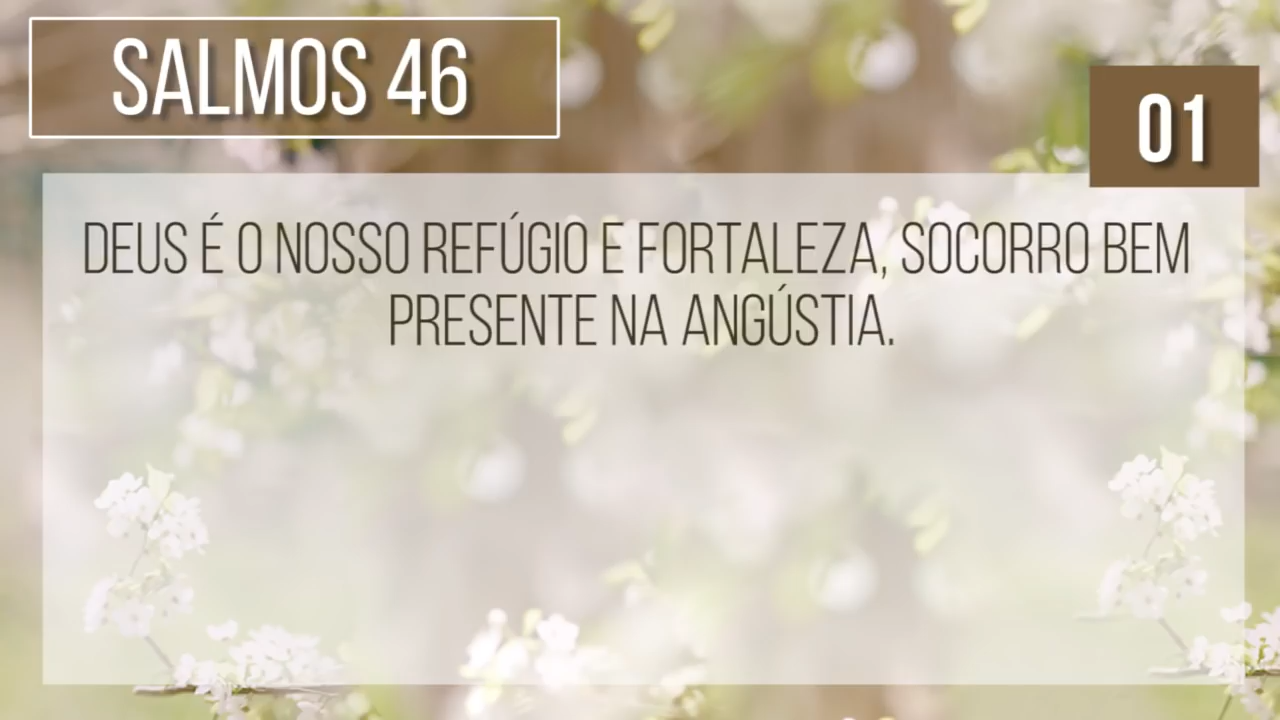 SALMOS 46
01
DEUS É O NOSSO REFÚGIO E FORTALEZA, SOCORRO BEM
PRESENTE NA ANGÚSTIA.